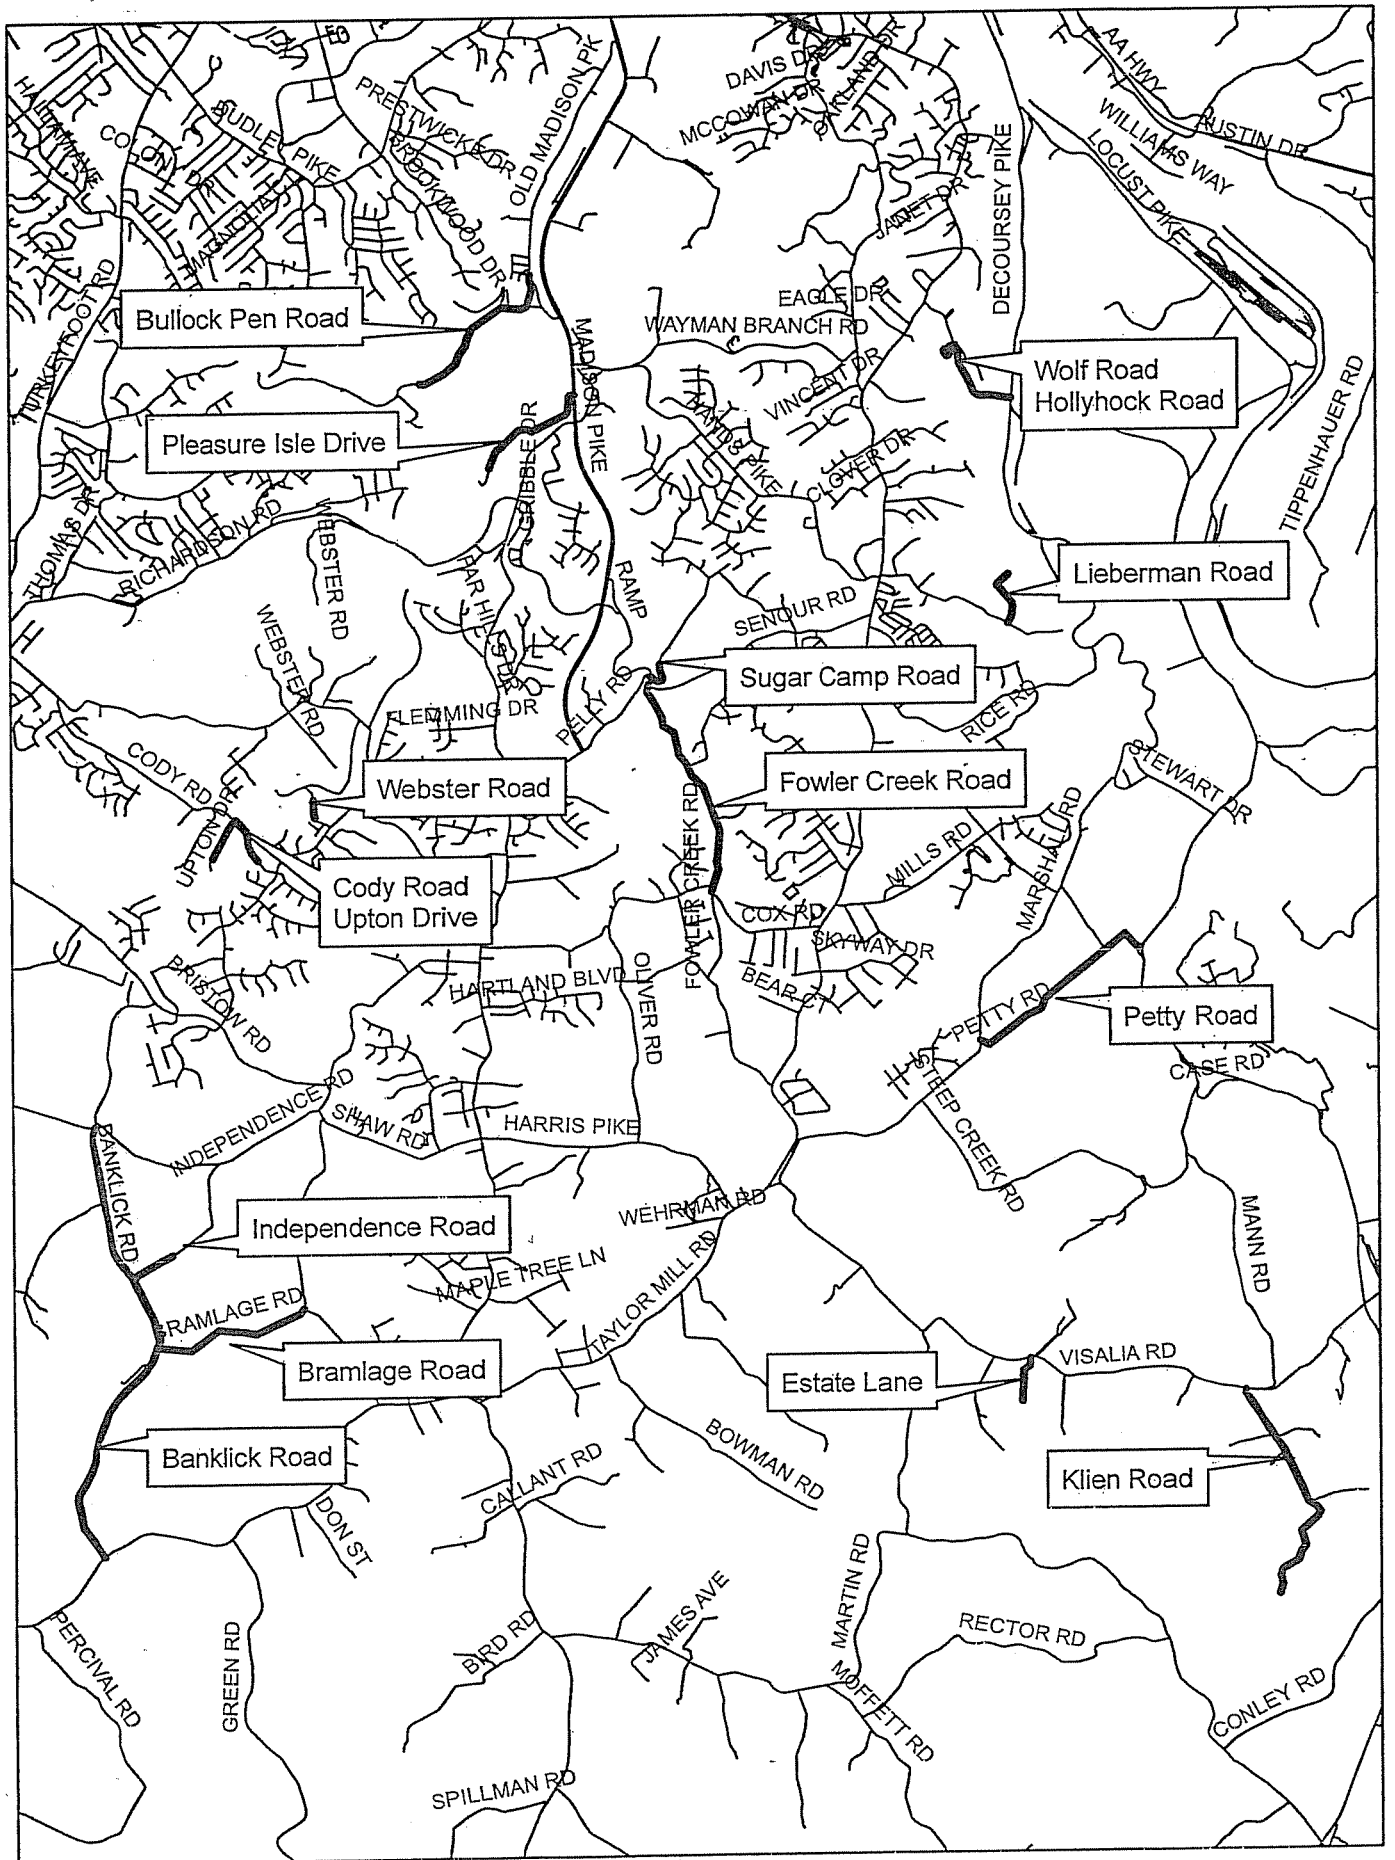 AA HWY
DAVIS DR
OAKLAND DR
MCCOWAN DR
WILLIAMS WAY
AUSTIN DR
LOCUST PIKE
OLD MADISON PK
PRESTWICK DR
BROOKWOOD DR
COLONY DR
DUDLEY PIKE
MAGNOLIA
JANET DR
DECOURSEY PIKE
TURKEYFOOT RD
Bullock Pen Road
EAGLE DR
WAYMAN BRANCH RD
MADISON PIKE
VINCENT DR
Wolf Road
Hollyhock Road
TIPPENHAUER RD
Pleasure Isle Drive
GRIBBLE DR
HANDS PIKE
CLOVER DR
THOMAS DR
RICHARDSON RD
WEBSTER RD
RAMP
Lieberman Road
SENOUR RD
WEBSTER RD
Sugar Camp Road
FLEMMING DR
PELLY RD
RICE RD
CODY RD
UPTON DR
Webster Road
Fowler Creek Road
STEWART DR
Cody Road
Upton Drive
FOWLER CREEK RD
MILLS RD
MARSHALL RD
COX RD
SKYWAY DR
BRISTOW RD
HARTLAND BLVD
OLIVER RD
BEAR CT
PETTY RD
Petty Road
CASE RD
STEEP CREEK RD
INDEPENDENCE RD
SHAW RD
HARRIS PIKE
BANKLICK RD
WEHRMAN RD
MANN RD
Independence Road
MAPLE TREE LN
TAYLOR MILL RD
RAMLAGE RD
Bramlage Road
VISALIA RD
Estate Lane
Banklick Road
BOWMAN RD
CALLANT RD
Klien Road
DON ST
PERCIVAL RD
GREEN RD
BIRD RD
JAMES AVE
MARTIN RD
RECTOR RD
MOFFETT RD
CONLEY RD
SPILLMAN RD